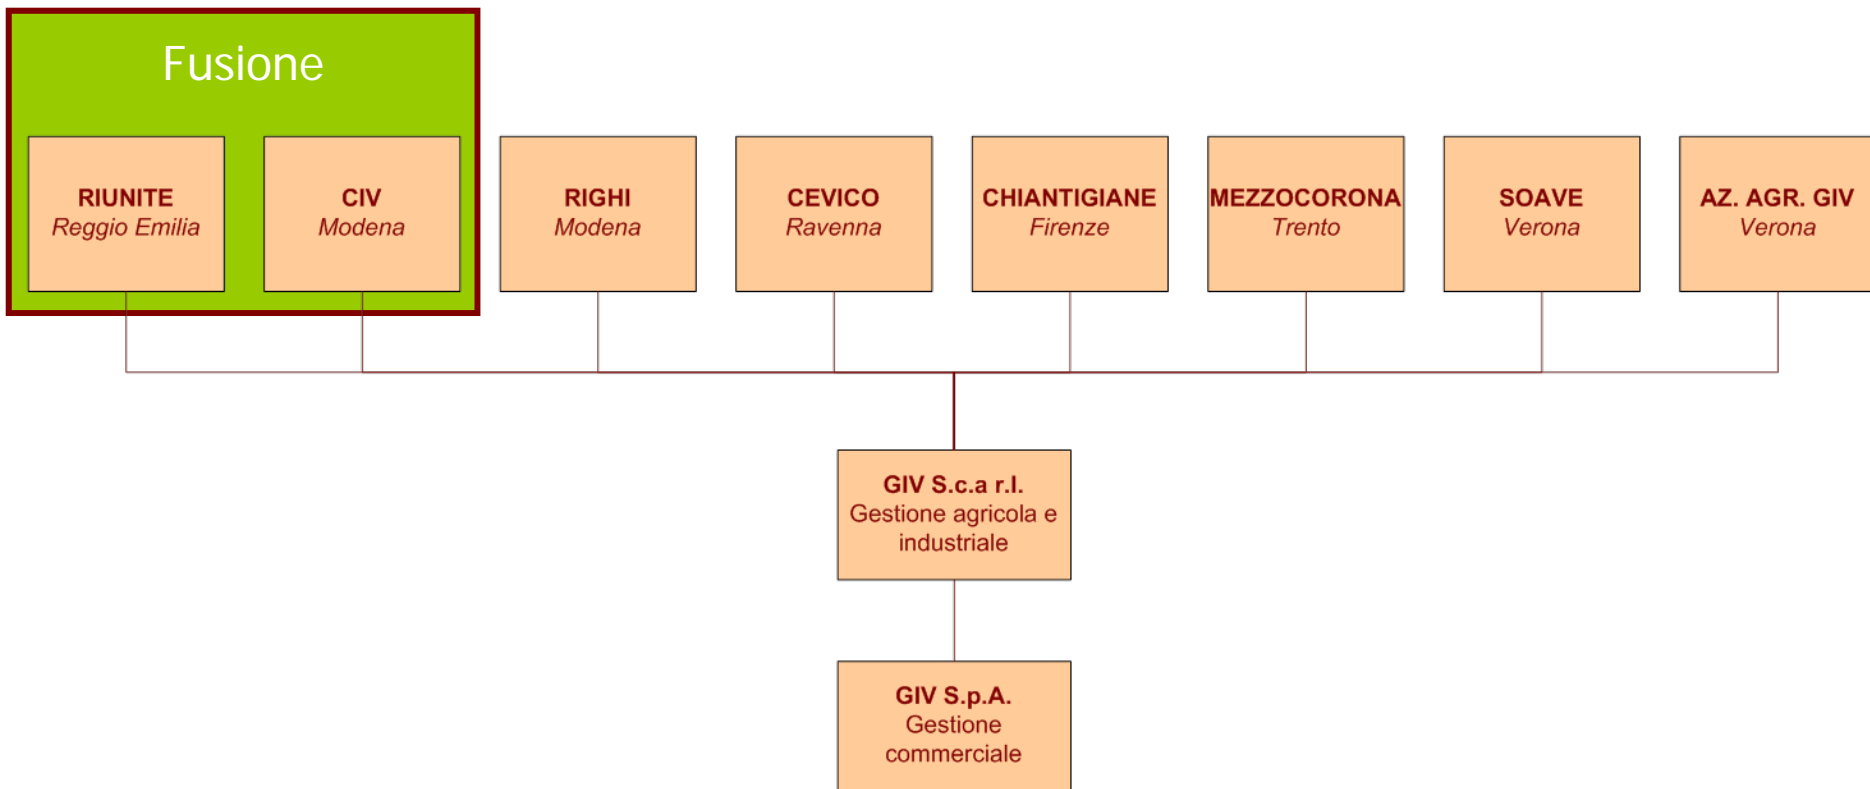 Fusione
RIUNITE
Reggio Emilia
CIV
Modena
RIGHI
Modena
CEVICO
Ravenna
CHIANTIGIANE
Firenze
MEZZOCORONA
Trento
SOAVE
Verona
AZ. AGR. GIV
Verona
GIV S.c.a r.l.
Gestione agricola e
industriale
GIV S.p.A.
Gestione
commerciale